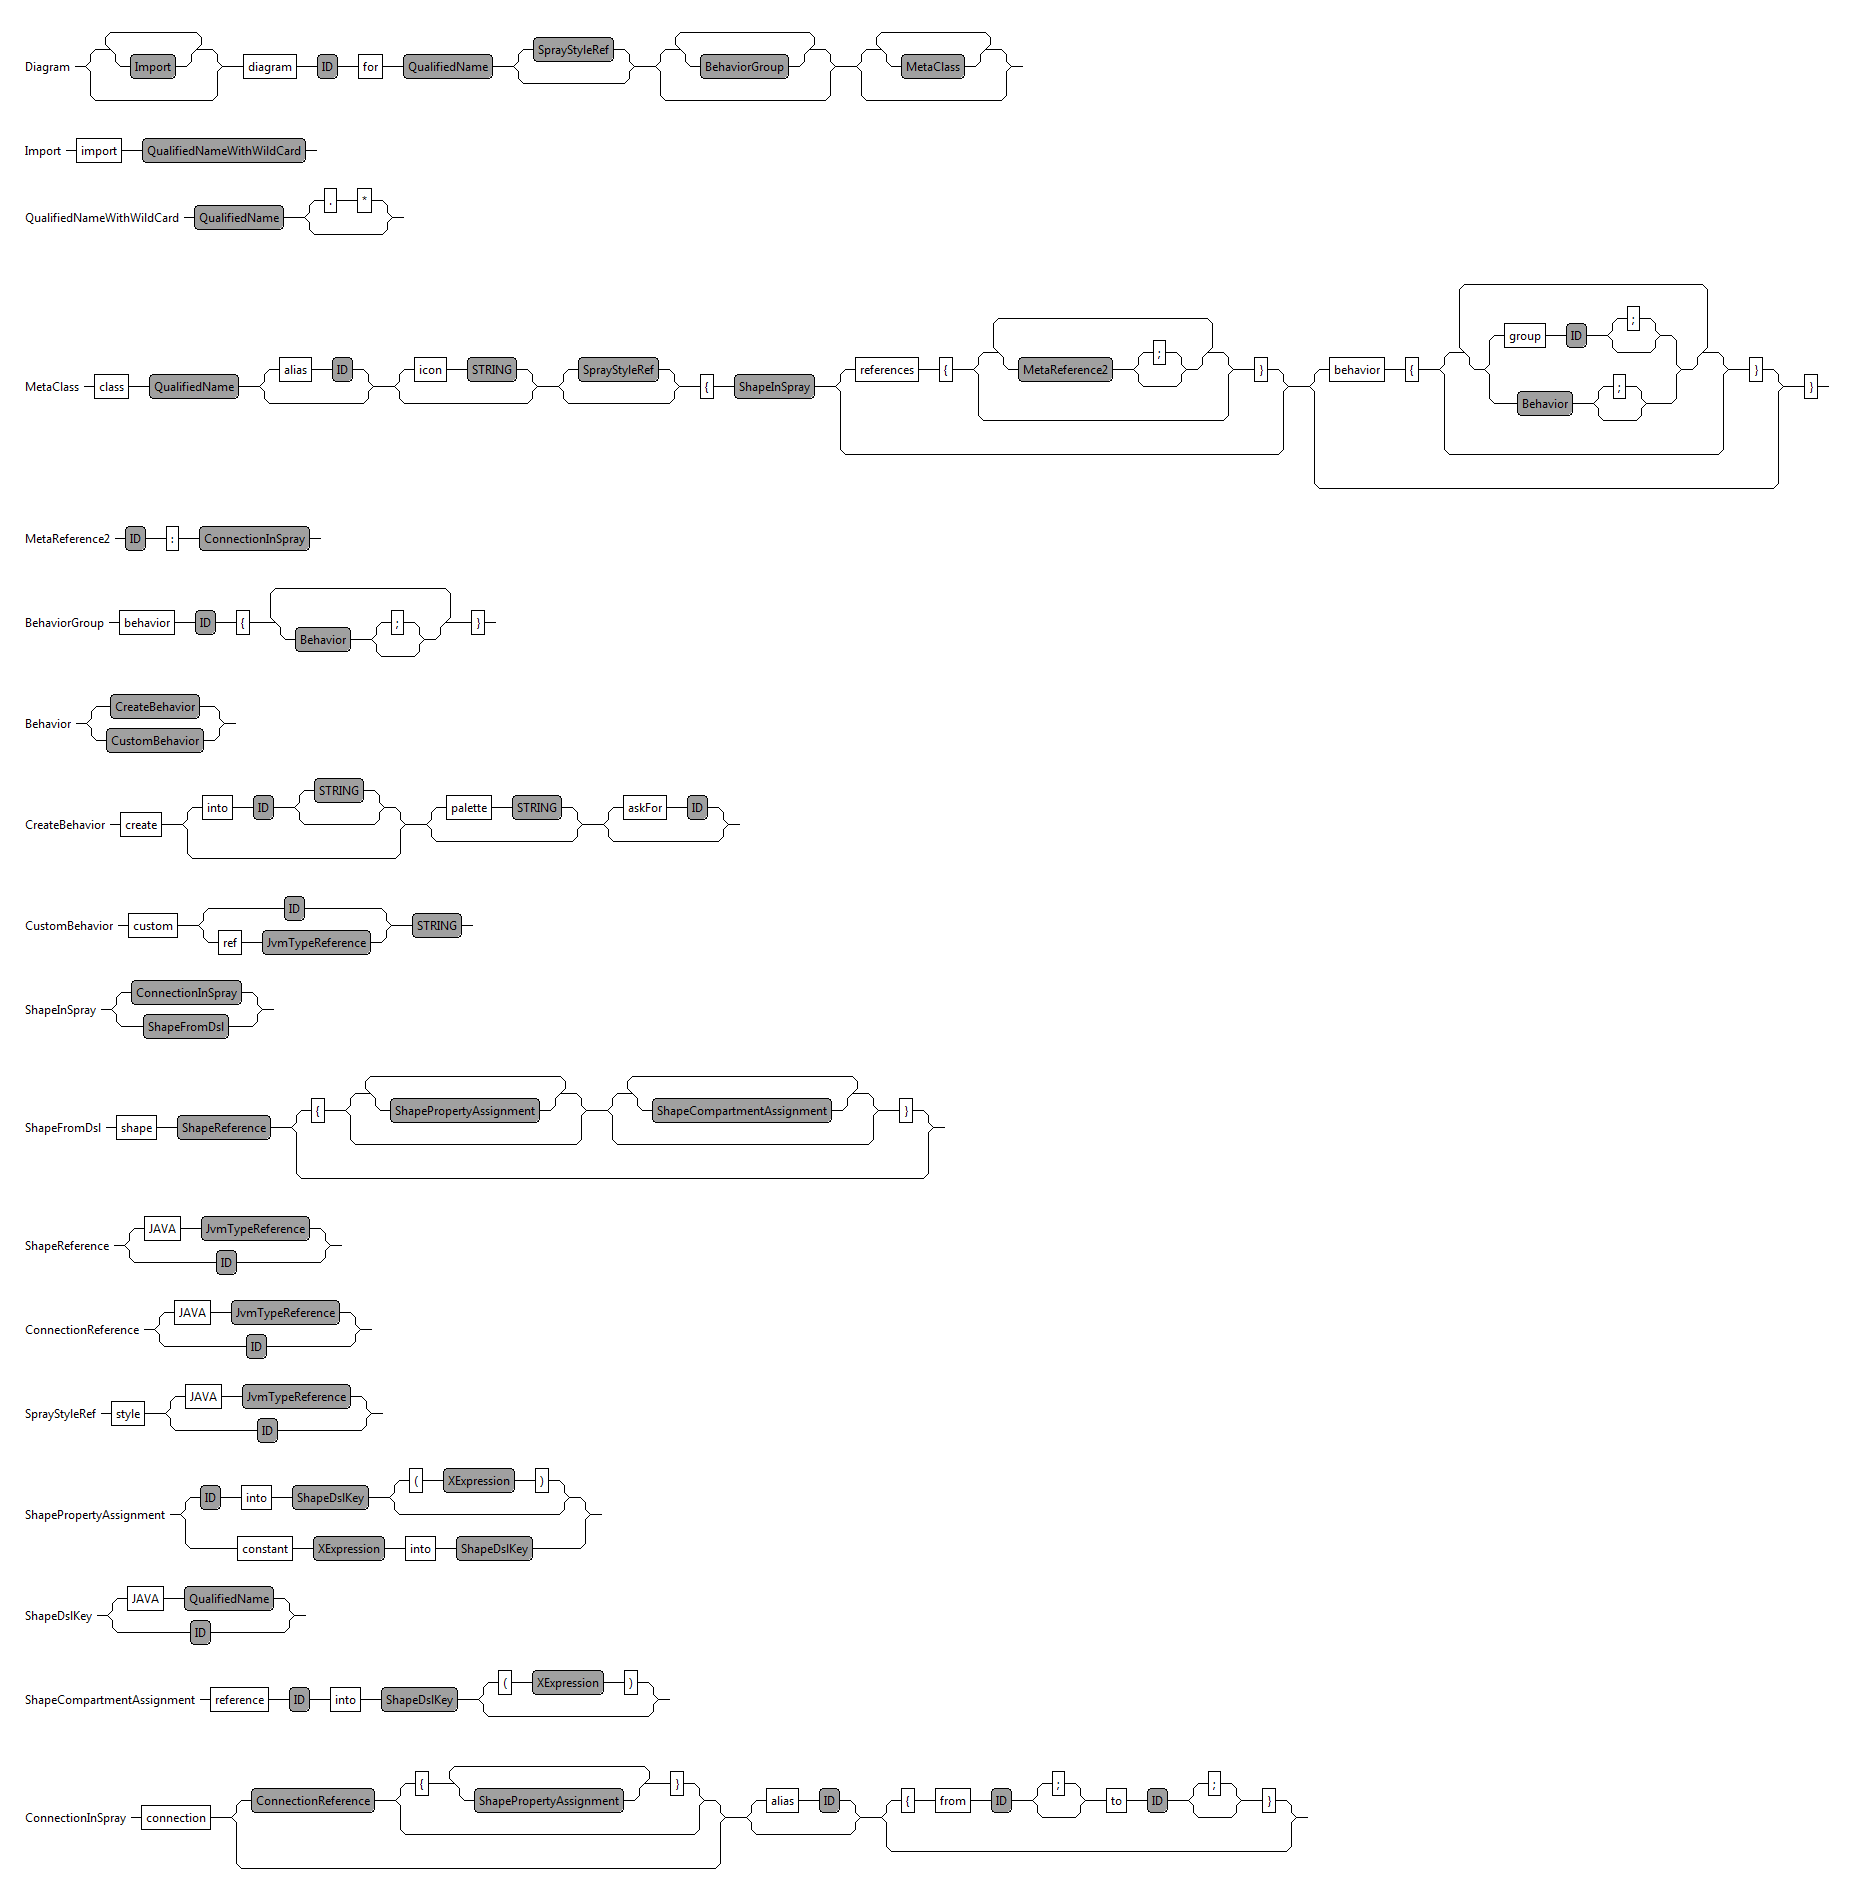 Diagram Import diagram ID for QualifiedName SprayStyleRef BehaviorGroup MetaClass
Import import QualifiedNameWithWildCard
QualifiedNameWithWildCard QualifiedName . *
MetaClass class QualifiedName alias ID icon STRING SprayStyleRef { ShapeInSpray references { MetaReference2 ; } behavior { group ID ; Behavior ; } }
MetaReference2 ID : ConnectionInSpray
BehaviorGroup behavior ID { Behavior ; }
Behavior CreateBehavior CustomBehavior
CreateBehavior create into ID STRING palette STRING askFor ID
CustomBehavior custom ID ref JvmTypeReference STRING
ShapeInSpray ConnectionInSpray ShapeFromDsl
ShapeFromDsl shape ShapeReference { ShapePropertyAssignment ShapeCompartmentAssignment }
ShapeReference JAVA JvmTypeReference ID
ConnectionReference JAVA JvmTypeReference ID
SprayStyleRef style JAVA JvmTypeReference ID
ShapePropertyAssignment ID into ShapeDslKey ( XExpression ) constant XExpression into ShapeDslKey
ShapeDslKey JAVA QualifiedName ID
ShapeCompartmentAssignment reference ID into ShapeDslKey ( XExpression )
ConnectionInSpray connection ConnectionReference { ShapePropertyAssignment } alias ID { from ID ; to ID ; }